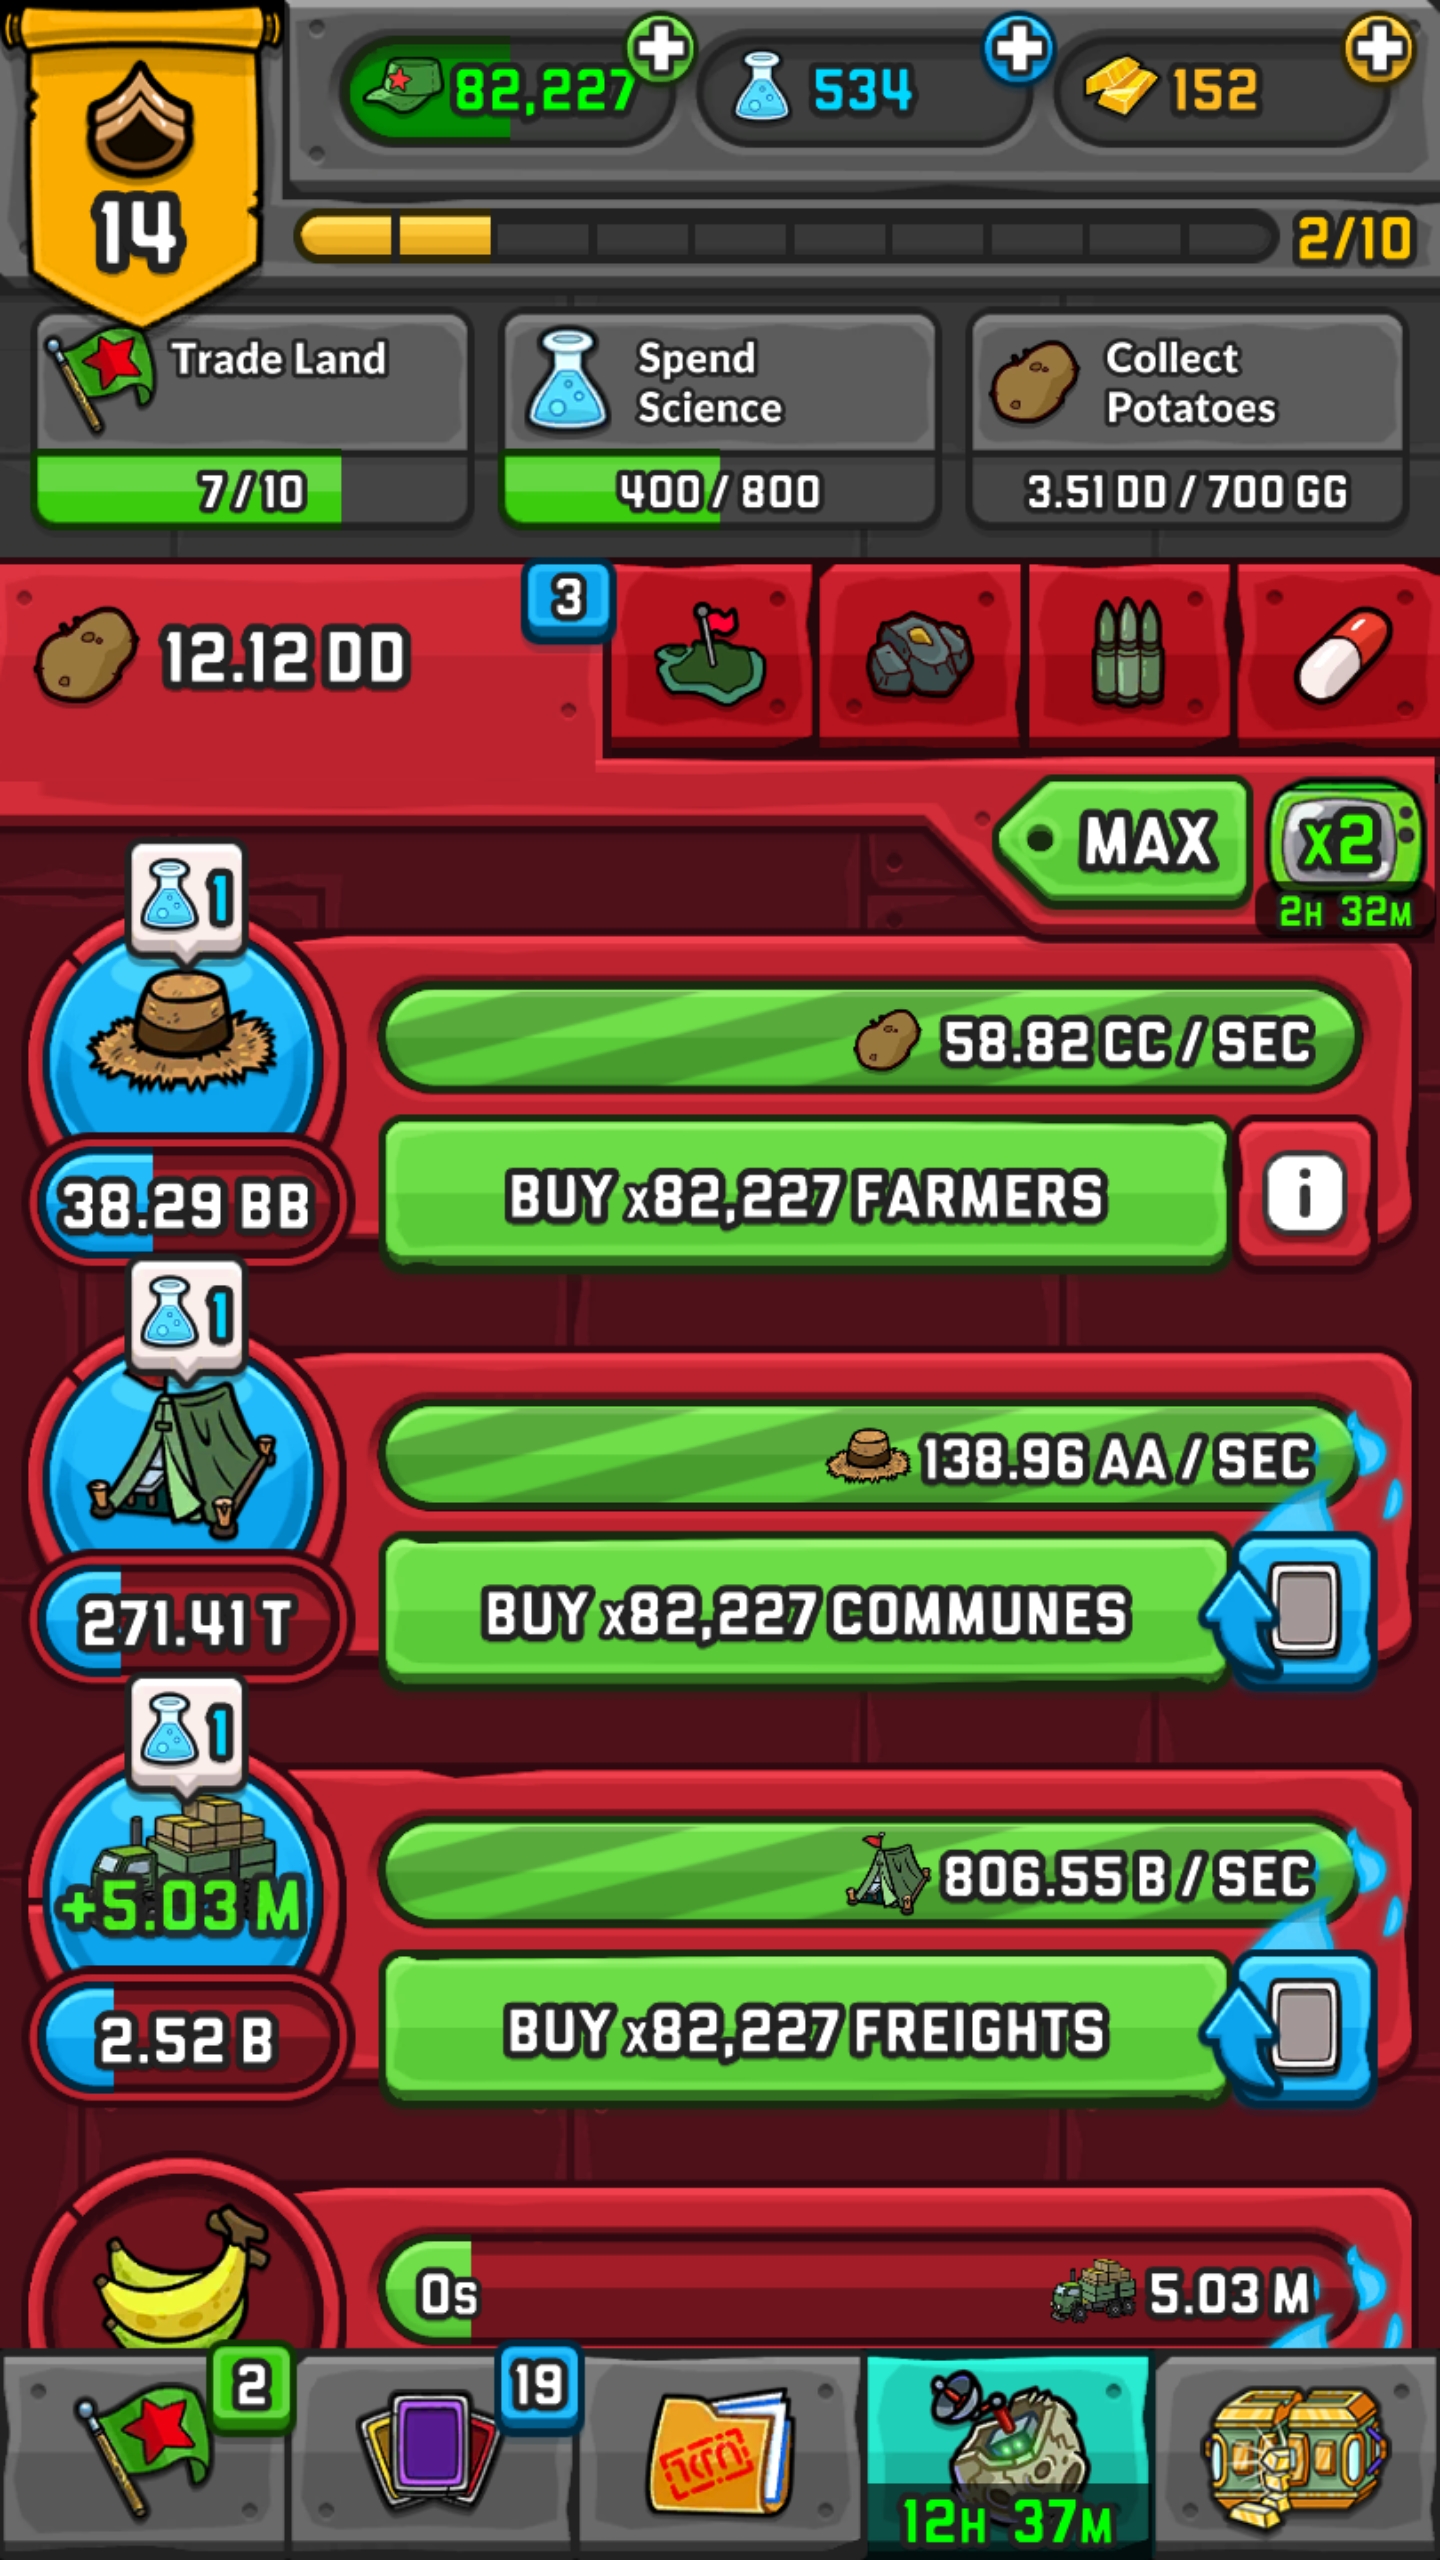 82,227
534
152
14
2/10
Trade Land
7/10
Spend
Science
400/800
Collect
Potatoes
3.51 DD / 700 GG
12.12 DD
3
MAX
x2
2H 32M
1
58.82 CC / SEC
38.29 BB
BUY x82,227 FARMERS
i
1
138.96 AA / SEC
271.41 T
BUY x82,227 COMMUNES
1
806.55 B / SEC
+5.03 M
2.52 B
BUY x82,227 FREIGHTS
0s
5.03 M
2
19
12H 37M